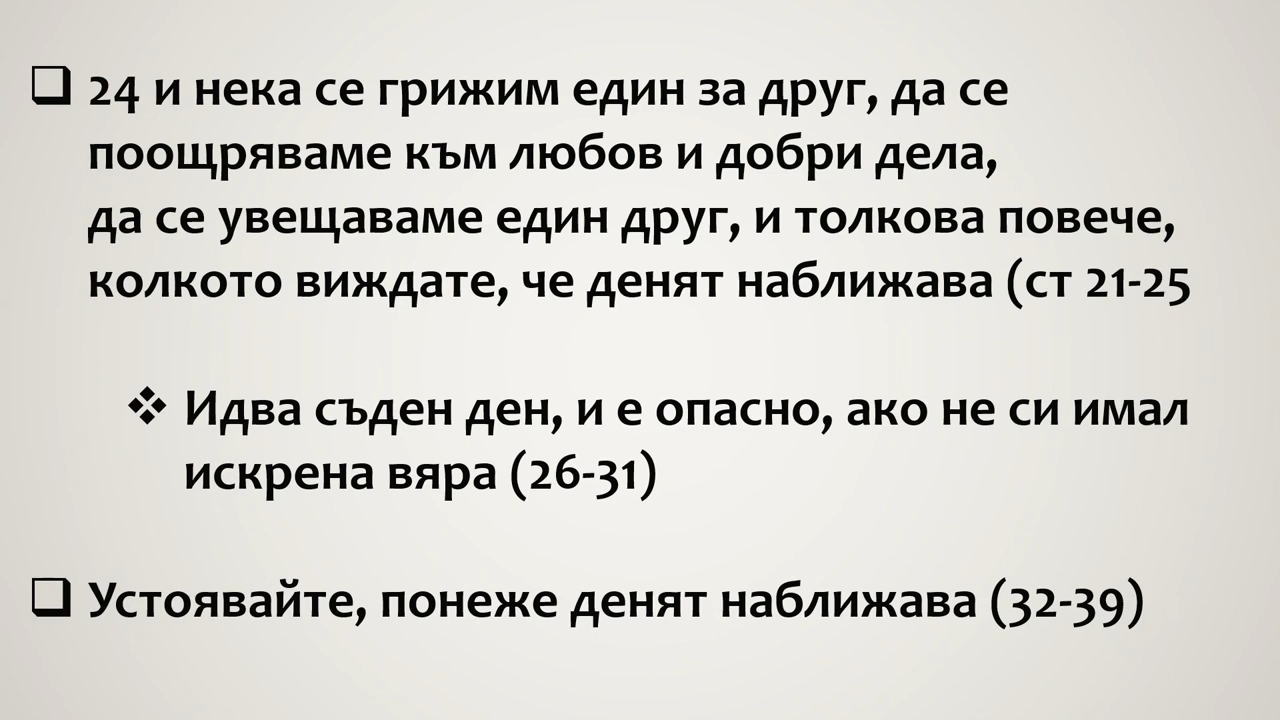 ❑ 24 и нека се грижим един за друг, да се
поощряваме към любов и добри дела,
да се увещаваме един друг, и толкова повече,
колкото виждате, че денят наближава (ст 21-25
❖ Идва съден ден, и е опасно, ако не си имал
искрена вяра (26-31)
❑ Устоявайте, понеже денят наближава (32-39)